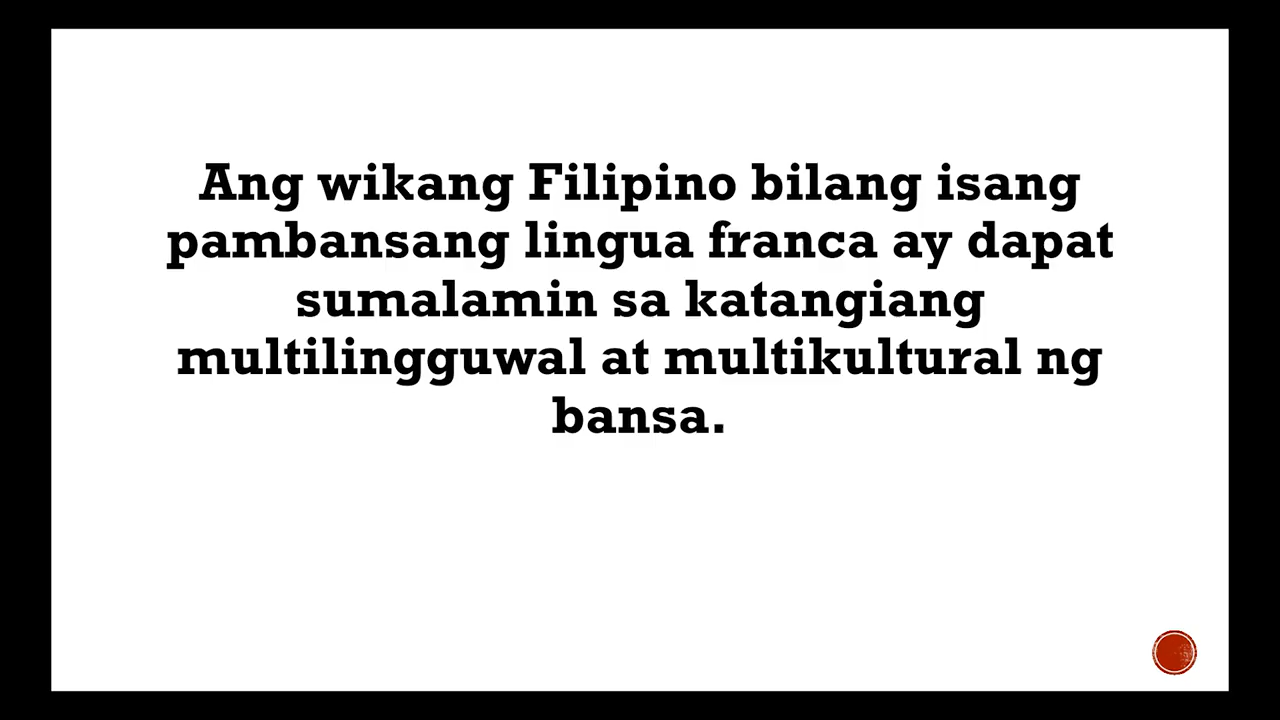 Ang wikang Filipino bilang isang
pambansang lingua franca ay dapat
sumalamin sa katangiang
multilingguwal at multikultural ng
bansa.